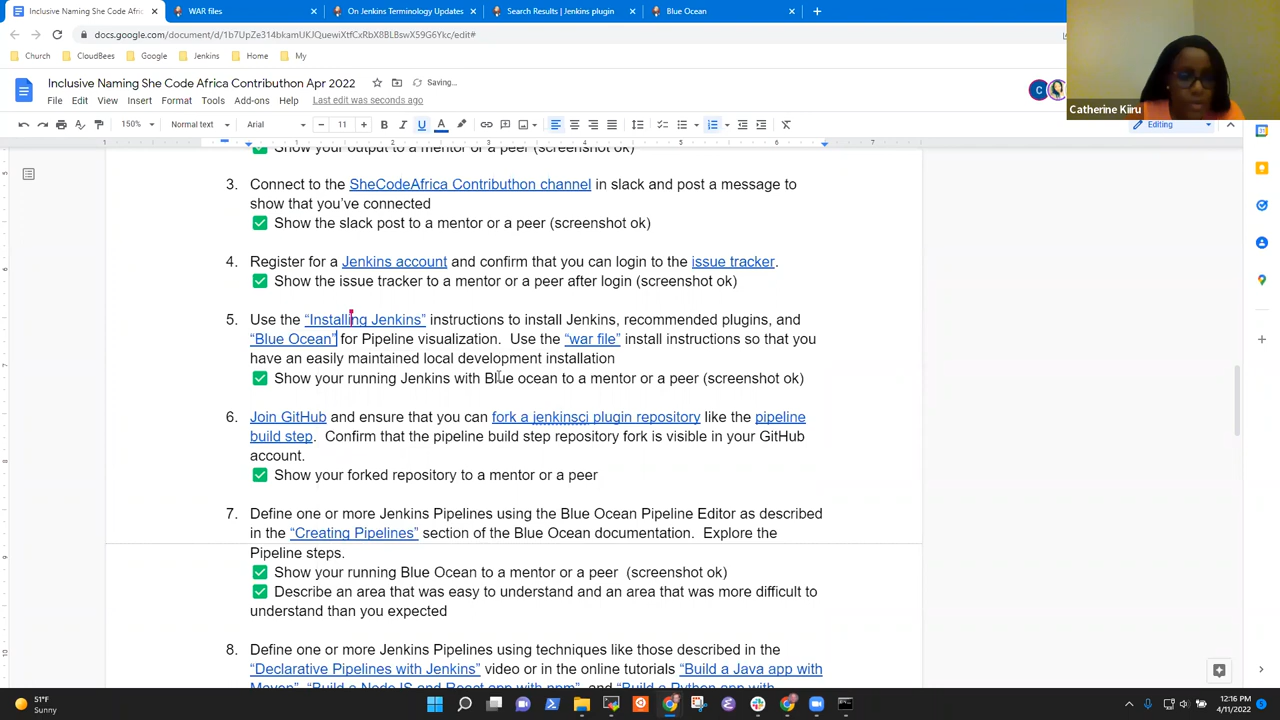 Inclusive Naming She Code Afric
WAR files
On Jenkins Terminology Updates
Search Results | Jenkins plugin
Blue Ocean
docs.google.com/document/d/1b7UpZe314bkamUKJQuewiXtfCxRbX8BLBswX59G6Ykc/edit#
Church
CloudBees
Google
Jenkins
Home
My
Inclusive Naming She Code Africa Contributhon Apr 2022
Saving...
File Edit View Insert Format Tools Add-ons Help Last edit was seconds ago
Catherine Kiiru
150% Normal text Arial 11 Editing
Show your output to a mentor or a peer (screenshot ok)
3. Connect to the SheCodeAfrica Contributhon channel in slack and post a message to
show that you've connected
✅ Show the slack post to a mentor or a peer (screenshot ok)
4. Register for a Jenkins account and confirm that you can login to the issue tracker.
✅ Show the issue tracker to a mentor or a peer after login (screenshot ok)
5. Use the “Installing Jenkins” instructions to install Jenkins, recommended plugins, and
“Blue Ocean” for Pipeline visualization. Use the “war file” install instructions so that you
have an easily maintained local development installation
✅ Show your running Jenkins with Blue ocean to a mentor or a peer (screenshot ok)
6. Join GitHub and ensure that you can fork a jenkinsci plugin repository like the pipeline
build step. Confirm that the pipeline build step repository fork is visible in your GitHub
account.
✅ Show your forked repository to a mentor or a peer
7. Define one or more Jenkins Pipelines using the Blue Ocean Pipeline Editor as described
in the “Creating Pipelines” section of the Blue Ocean documentation. Explore the
Pipeline steps.
✅ Show your running Blue Ocean to a mentor or a peer (screenshot ok)
✅ Describe an area that was easy to understand and an area that was more difficult to
understand than you expected
8. Define one or more Jenkins Pipelines using techniques like those described in the
“Declarative Pipelines with Jenkins” video or in the online tutorials “Build a Java app with
Maven”, “Build a Node.JS and React app with npm”, and “Build a Python app with
51°F
Sunny
12:16 PM
4/11/2022